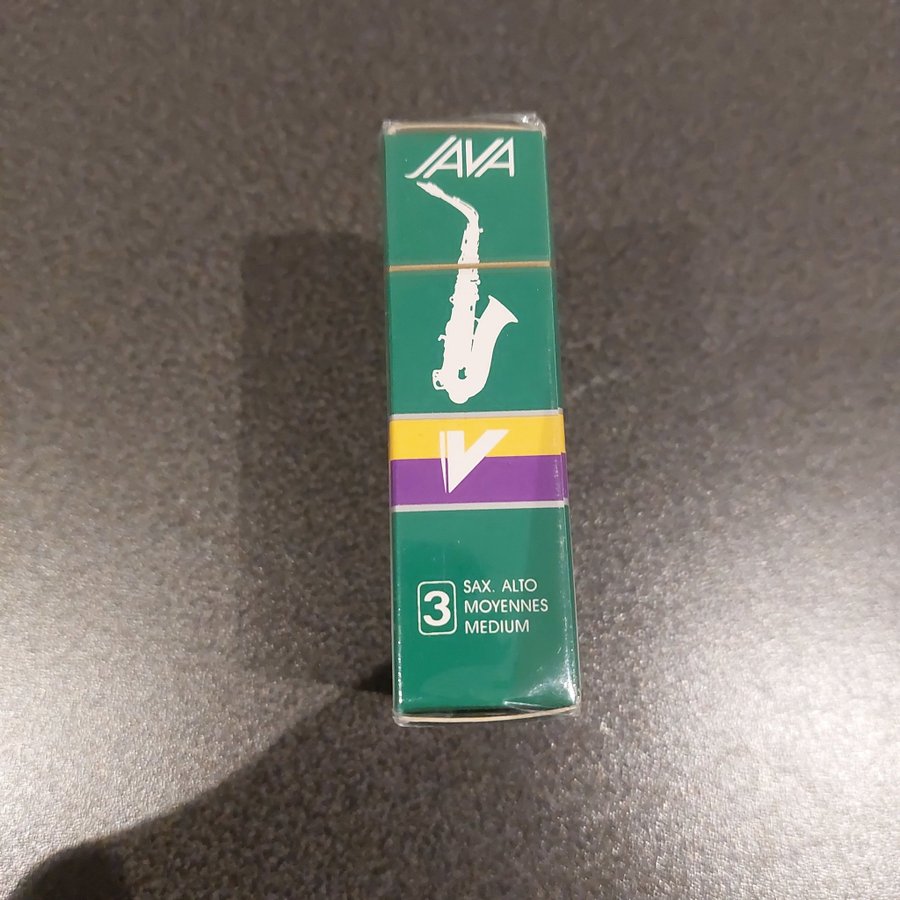 JAVA
V
3
SAX. ALTO
MOYENNES
MEDIUM